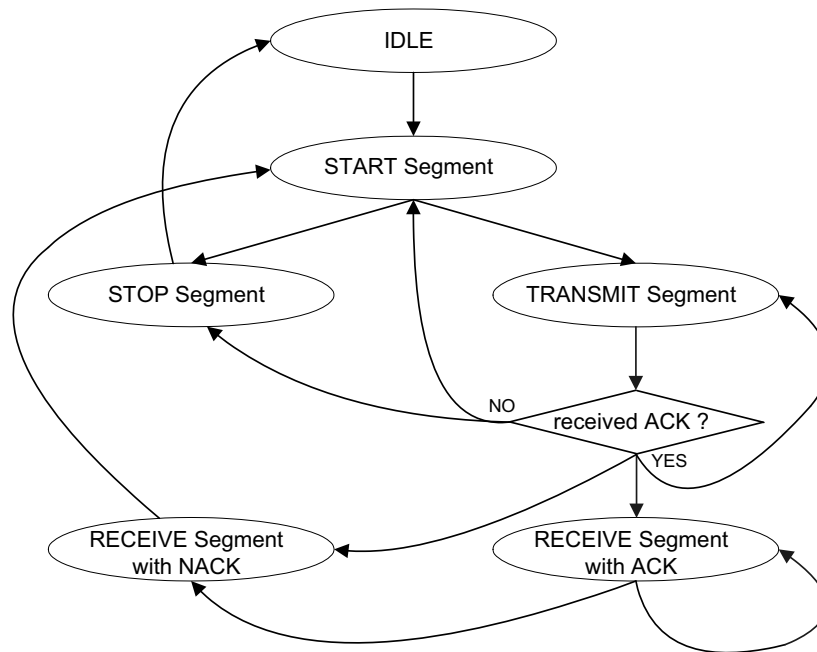 IDLE
START Segment
STOP Segment
TRANSMIT Segment
NO
received ACK ?
YES
RECEIVE Segment
with NACK
RECEIVE Segment
with ACK